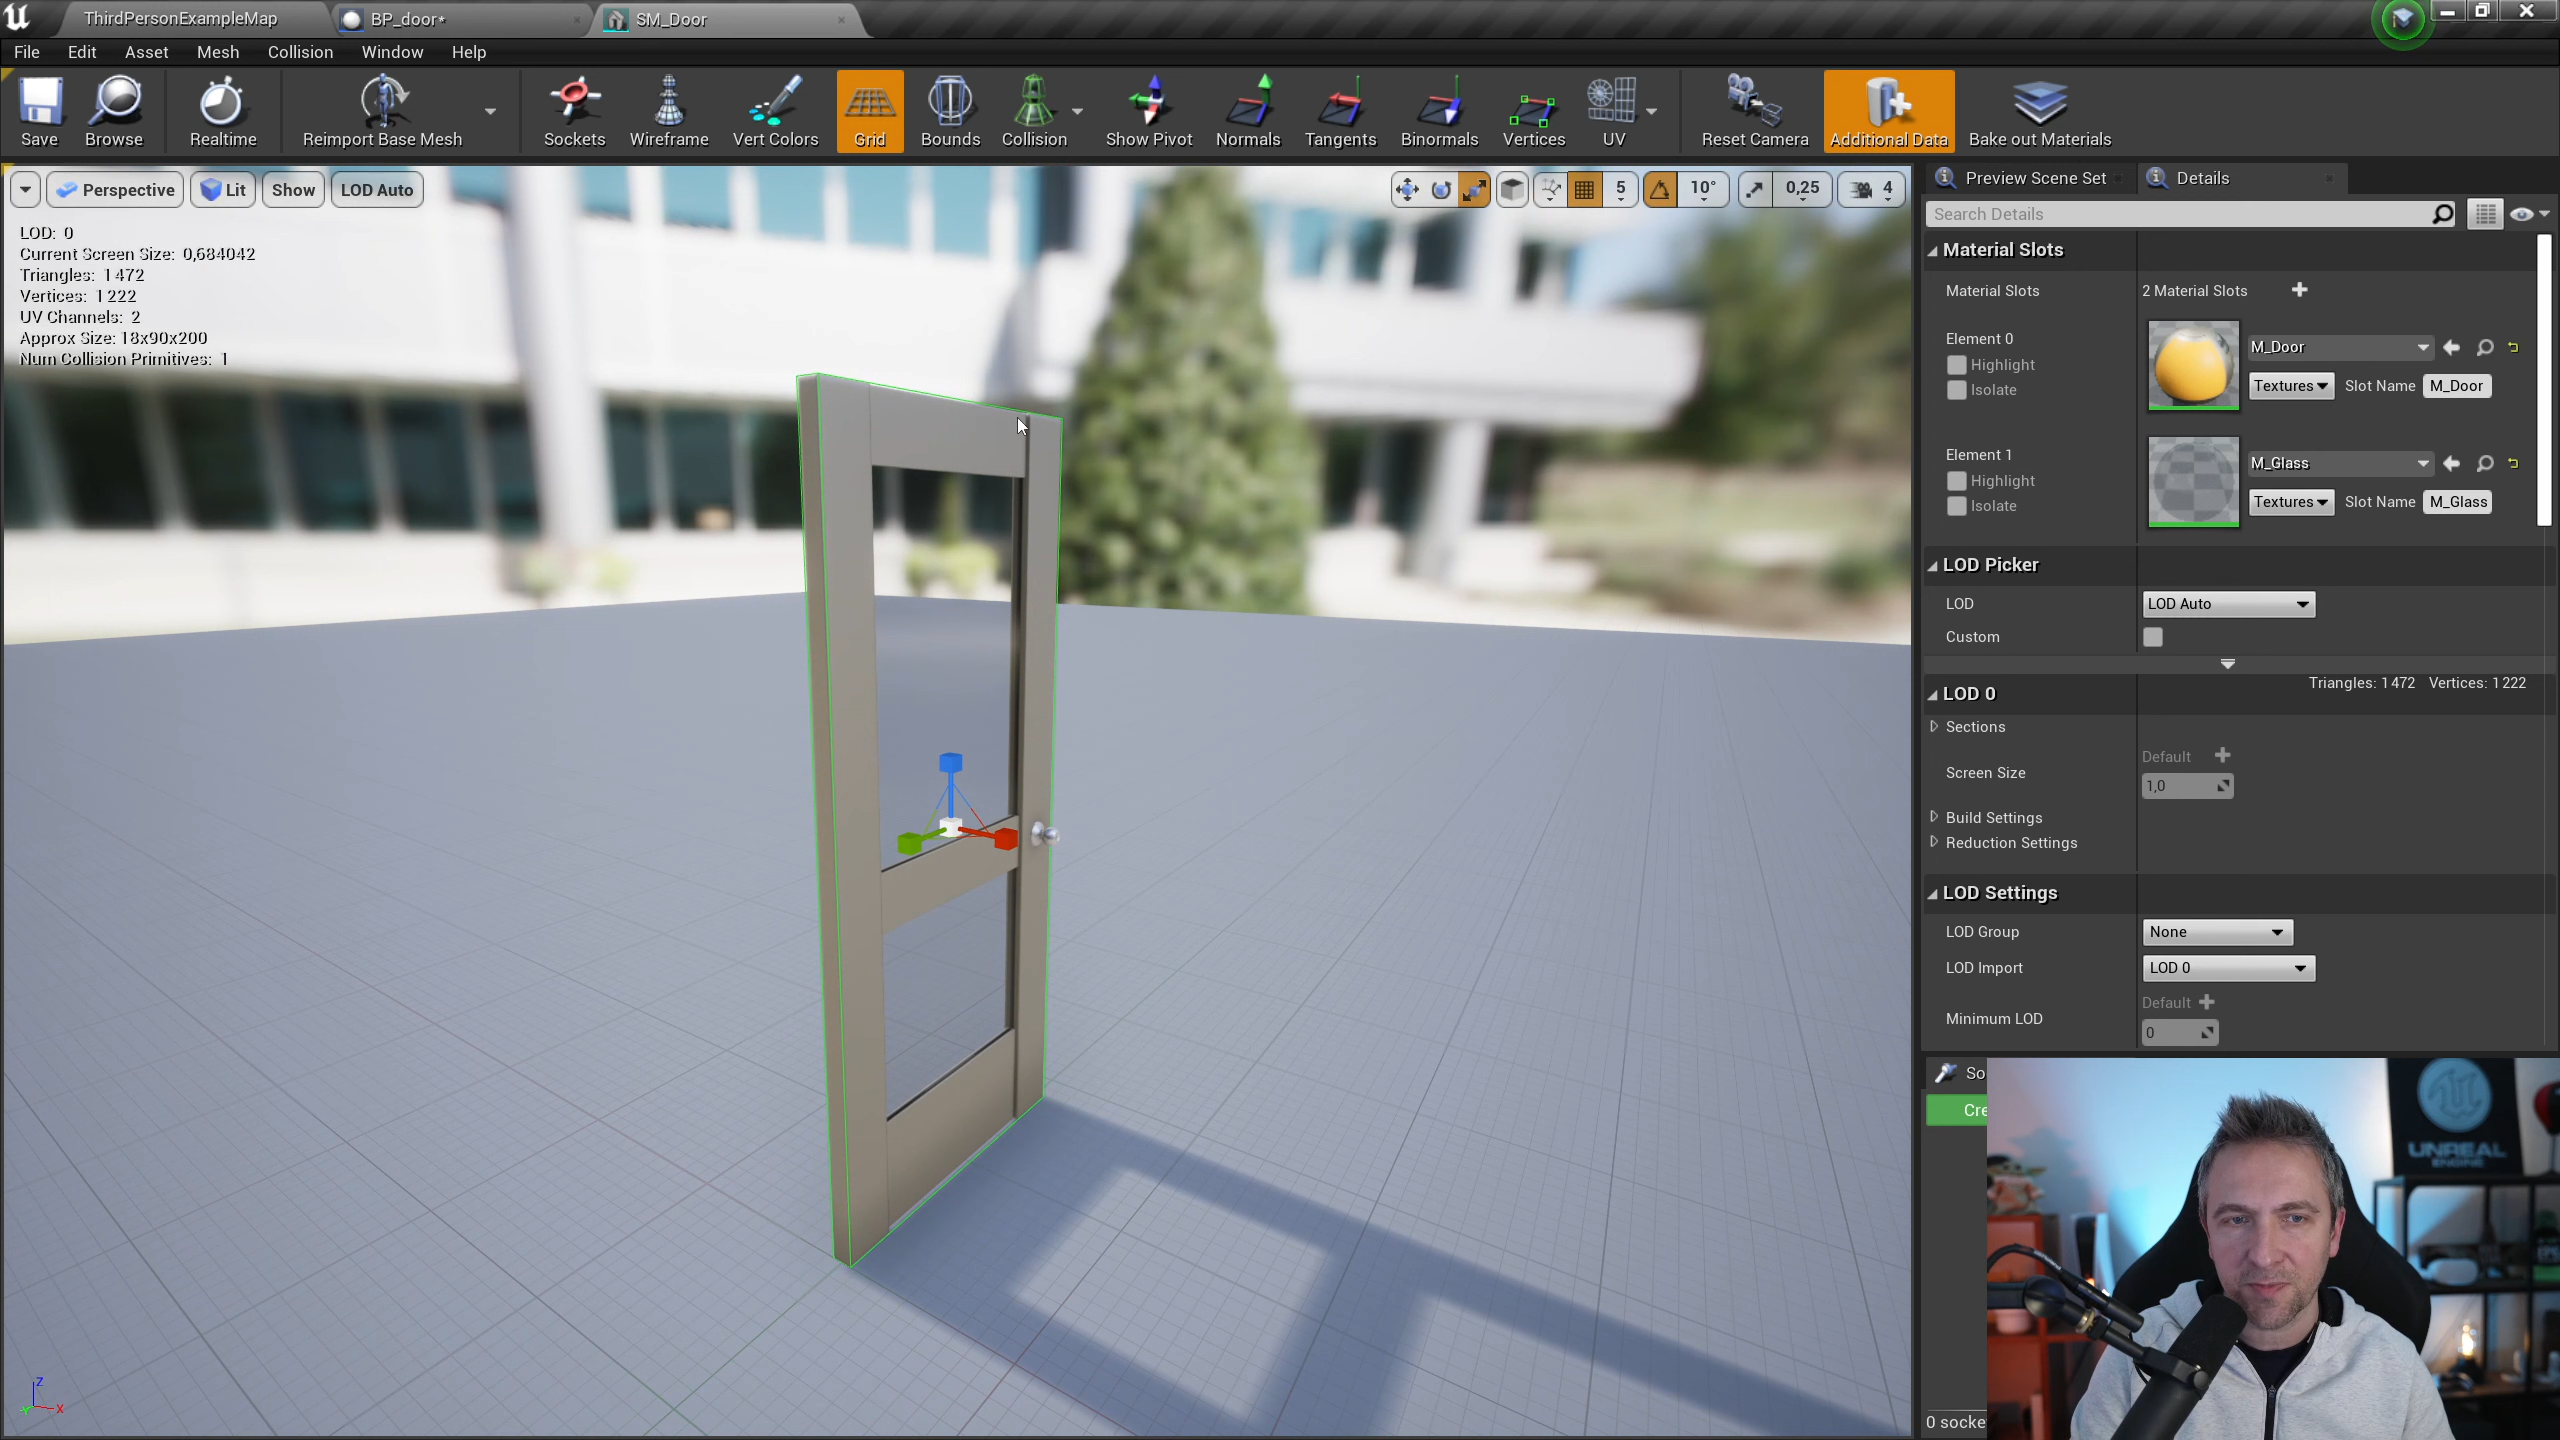 ThirdPersonExampleMap
BP_door*
SM_Door
File Edit Asset Mesh Collision Window Help
Save Browse Realtime Reimport Base Mesh Sockets Wireframe Vert Colors Grid Bounds Collision Show Pivot Normals Tangents Binormals Vertices UV Reset Camera Additional Data Bake out Materials
Perspective Lit Show LOD Auto
5 10° 0,25 4
LOD: 0
Current Screen Size: 0,684042
Triangles: 1 472
Vertices: 1 222
UV Channels: 2
Approx Size: 18x90x200
Num Collision Primitives: 1
Z
Y X
Preview Scene Set Details
Search Details
Material Slots
Material Slots 2 Material Slots
Element 0
Highlight
Isolate
M_Door
Textures Slot Name M_Door
Element 1
Highlight
Isolate
M_Glass
Textures Slot Name M_Glass
LOD Picker
LOD LOD Auto
Custom
LOD 0 Triangles: 1 472 Vertices: 1 222
Sections
Default
Screen Size 1,0
Build Settings
Reduction Settings
LOD Settings
LOD Group None
LOD Import LOD 0
Default
Minimum LOD 0
So
Cre
0 socke
UNREAL
ENGINE